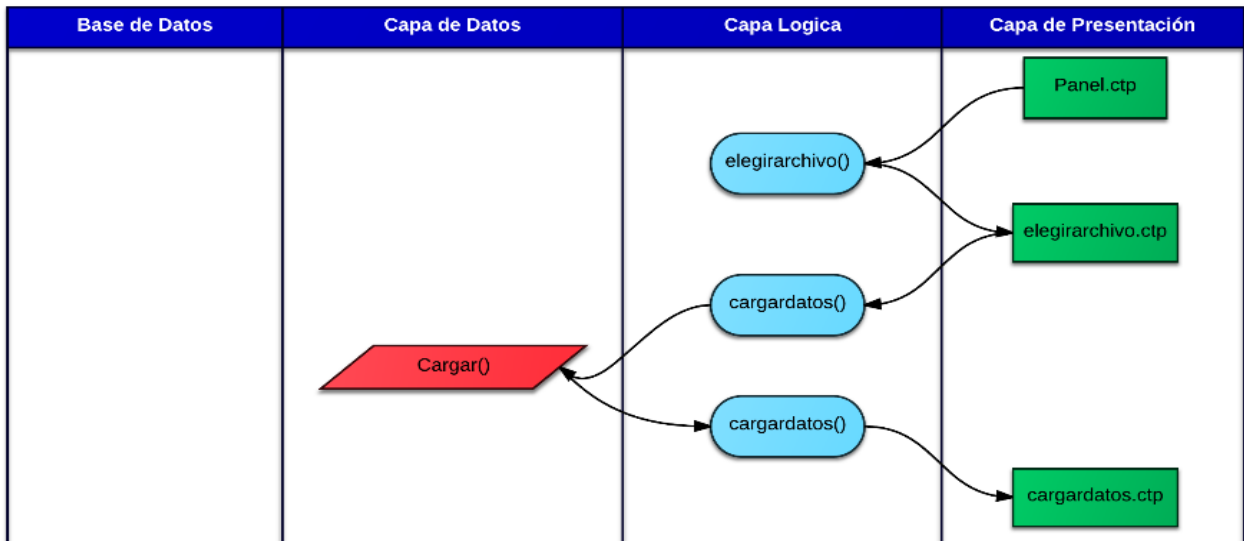 Base de Datos
Capa de Datos
Capa Logica
Capa de Presentación
Panel.ctp
elegirarchivo()
elegirarchivo.ctp
cargardatos()
Cargar()
cargardatos()
cargardatos.ctp